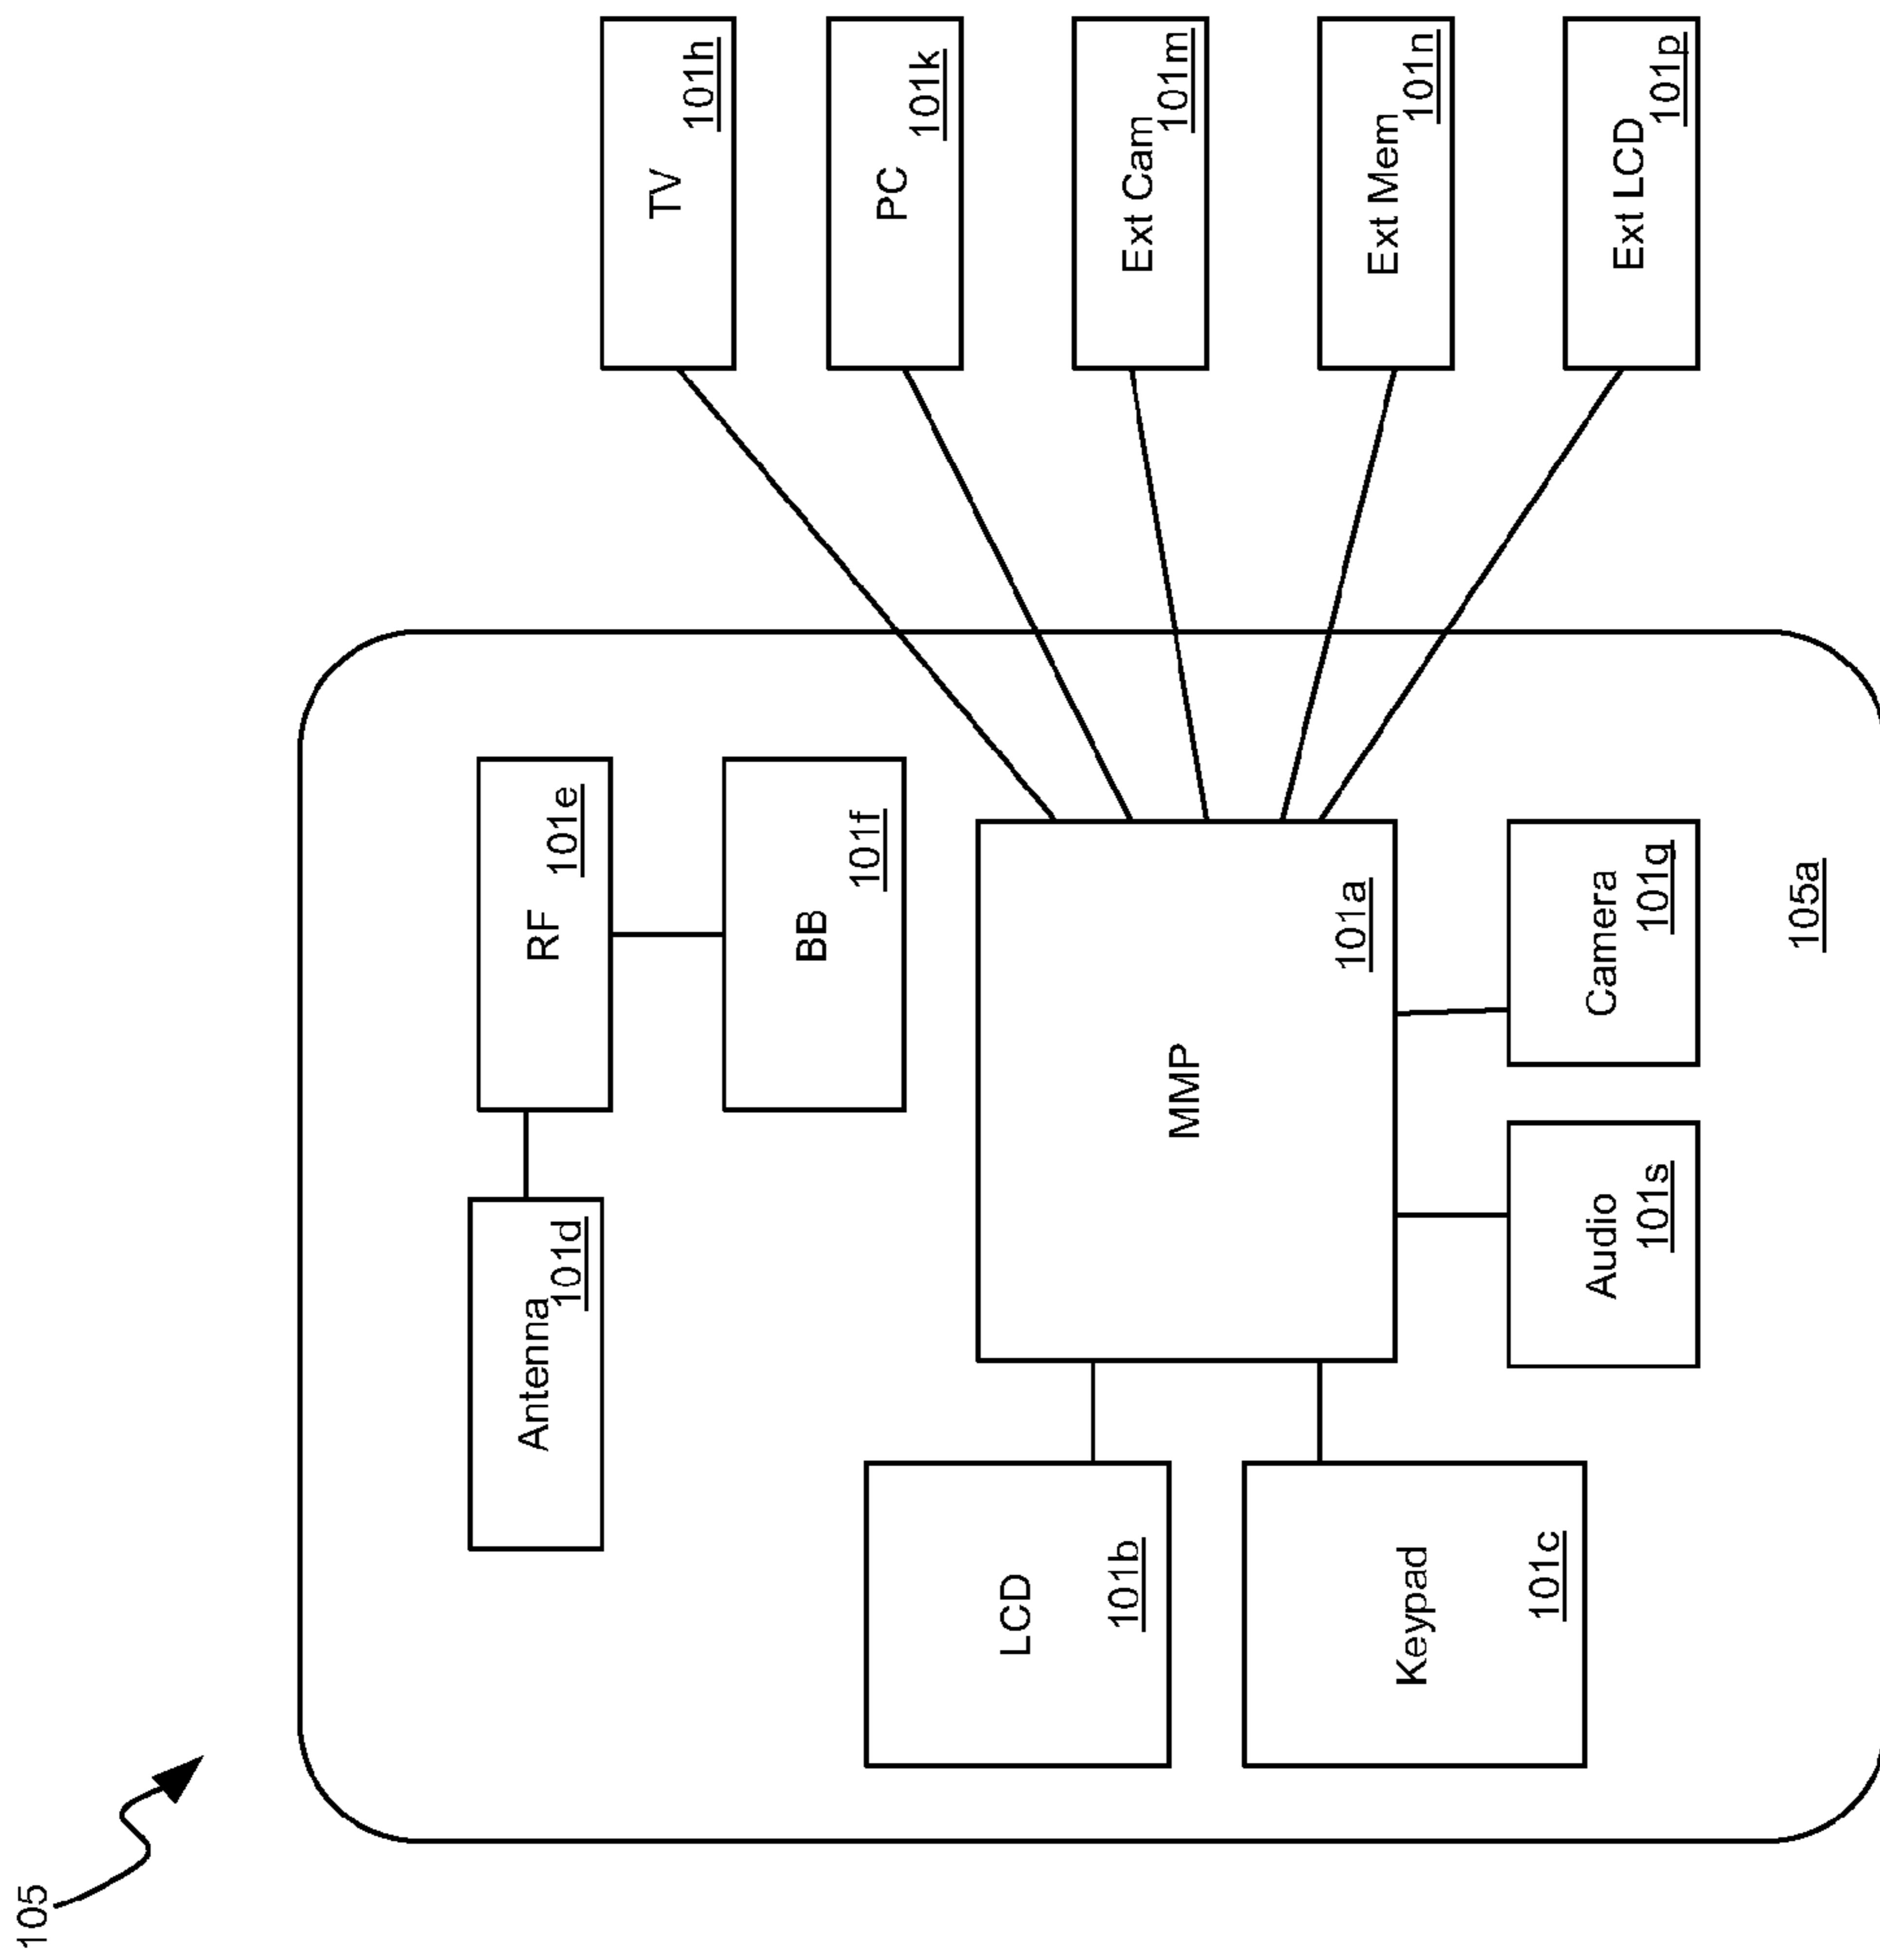 105
Antenna
101d
RF
101e
BB
101f
TV
101h
PC
101k
LCD
101b
MMP
101a
Ext Cam
101m
Keypad
101c
Ext Mem
101n
Audio
101s
Camera
101g
Ext LCD
101p
105a